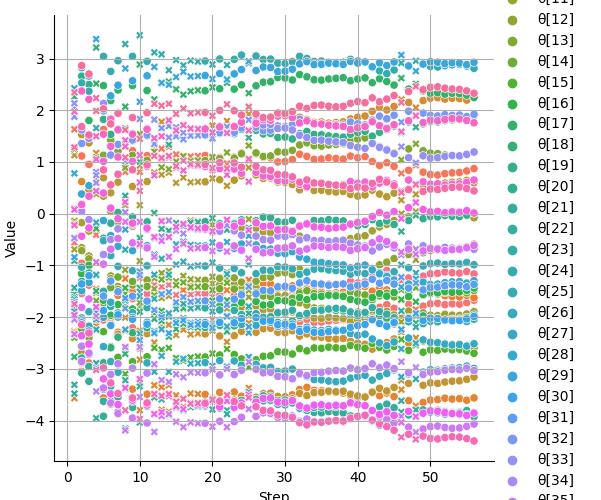 θ[11]
θ[12]
θ[13]
θ[14]
θ[15]
θ[16]
θ[17]
θ[18]
θ[19]
θ[20]
θ[21]
θ[22]
θ[23]
θ[24]
θ[25]
θ[26]
θ[27]
θ[28]
θ[29]
θ[30]
θ[31]
θ[32]
θ[33]
θ[34]
θ[35]
3
2
1
0
−1
−2
−3
−4
Value
0
10
20
30
40
50
Step